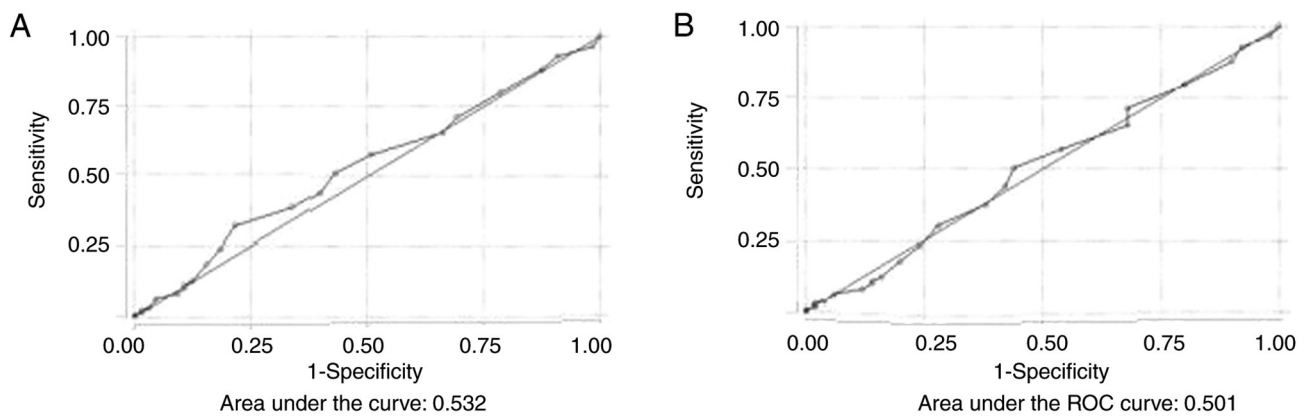 A
1.00
0.75
0.50
0.25
Sensitivity
0.00 0.25 0.50 0.75 1.00
1-Specificity
Area under the curve: 0.532
B
1.00
0.75
0.50
0.25
Sensitivity
0.00 0.25 0.50 0.75 1.00
1-Specificity
Area under the ROC curve: 0.501